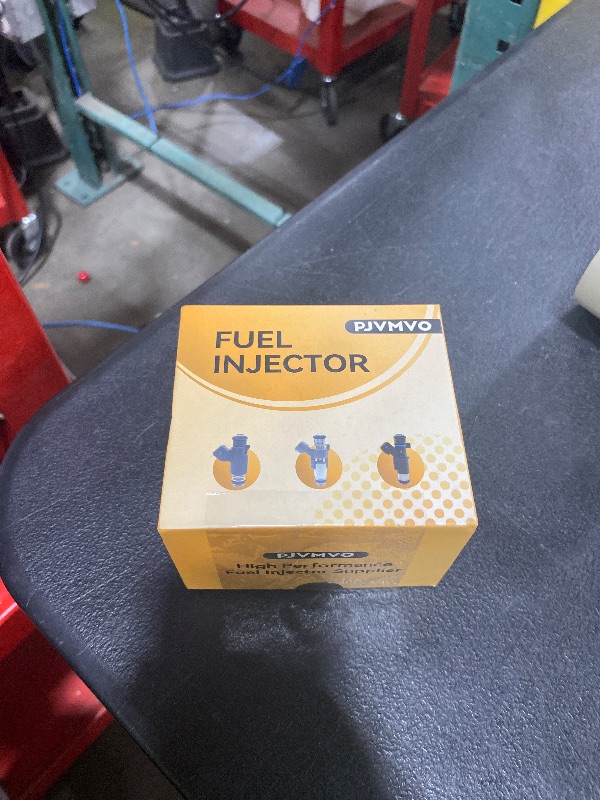 PJVMVO
FUEL
INJECTOR
PJVMVO
High Performance
Fuel Injector Supplier